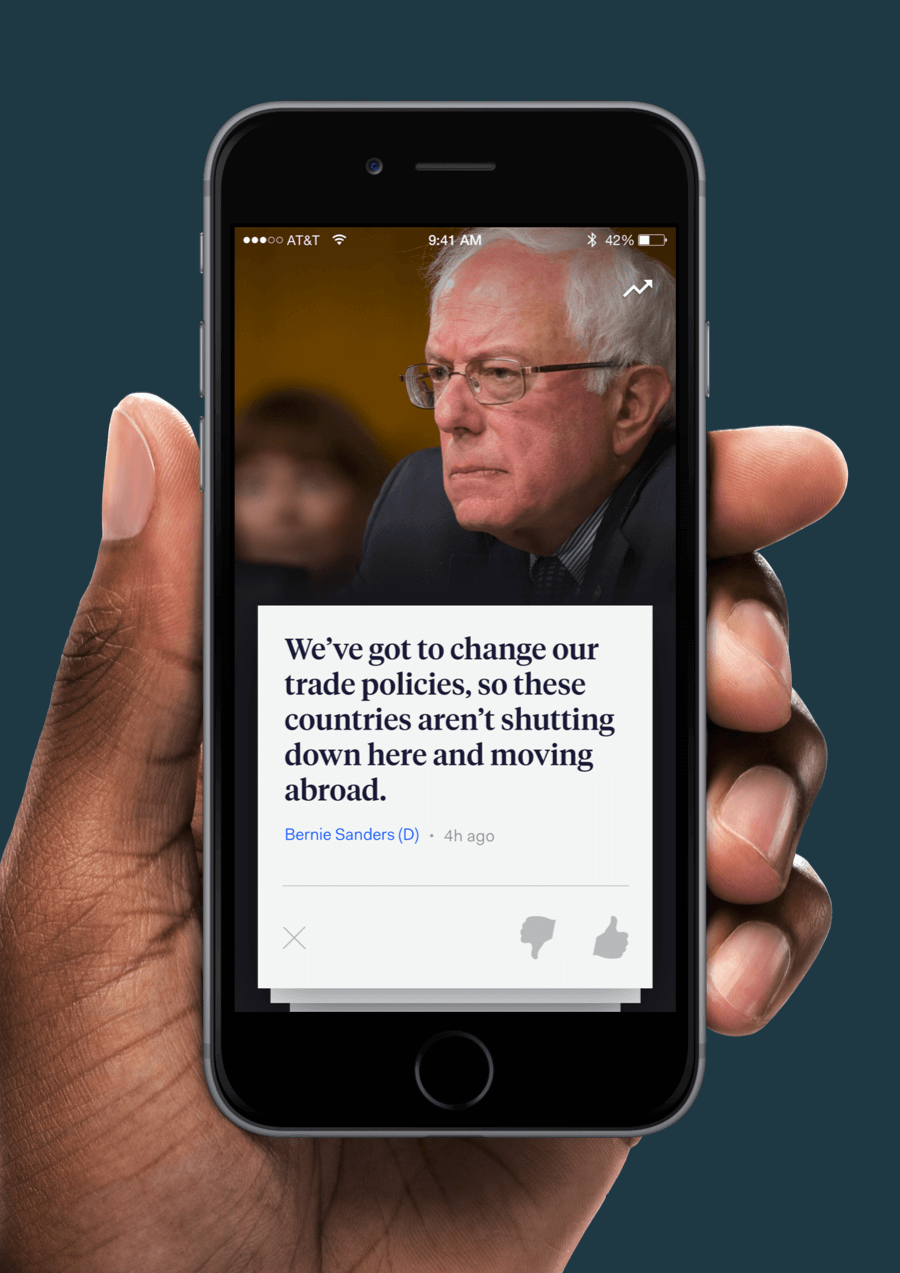 AT&T 9:41 AM 42%
We’ve got to change our
trade policies, so these
countries aren’t shutting
down here and moving
abroad.
Bernie Sanders (D) • 4h ago